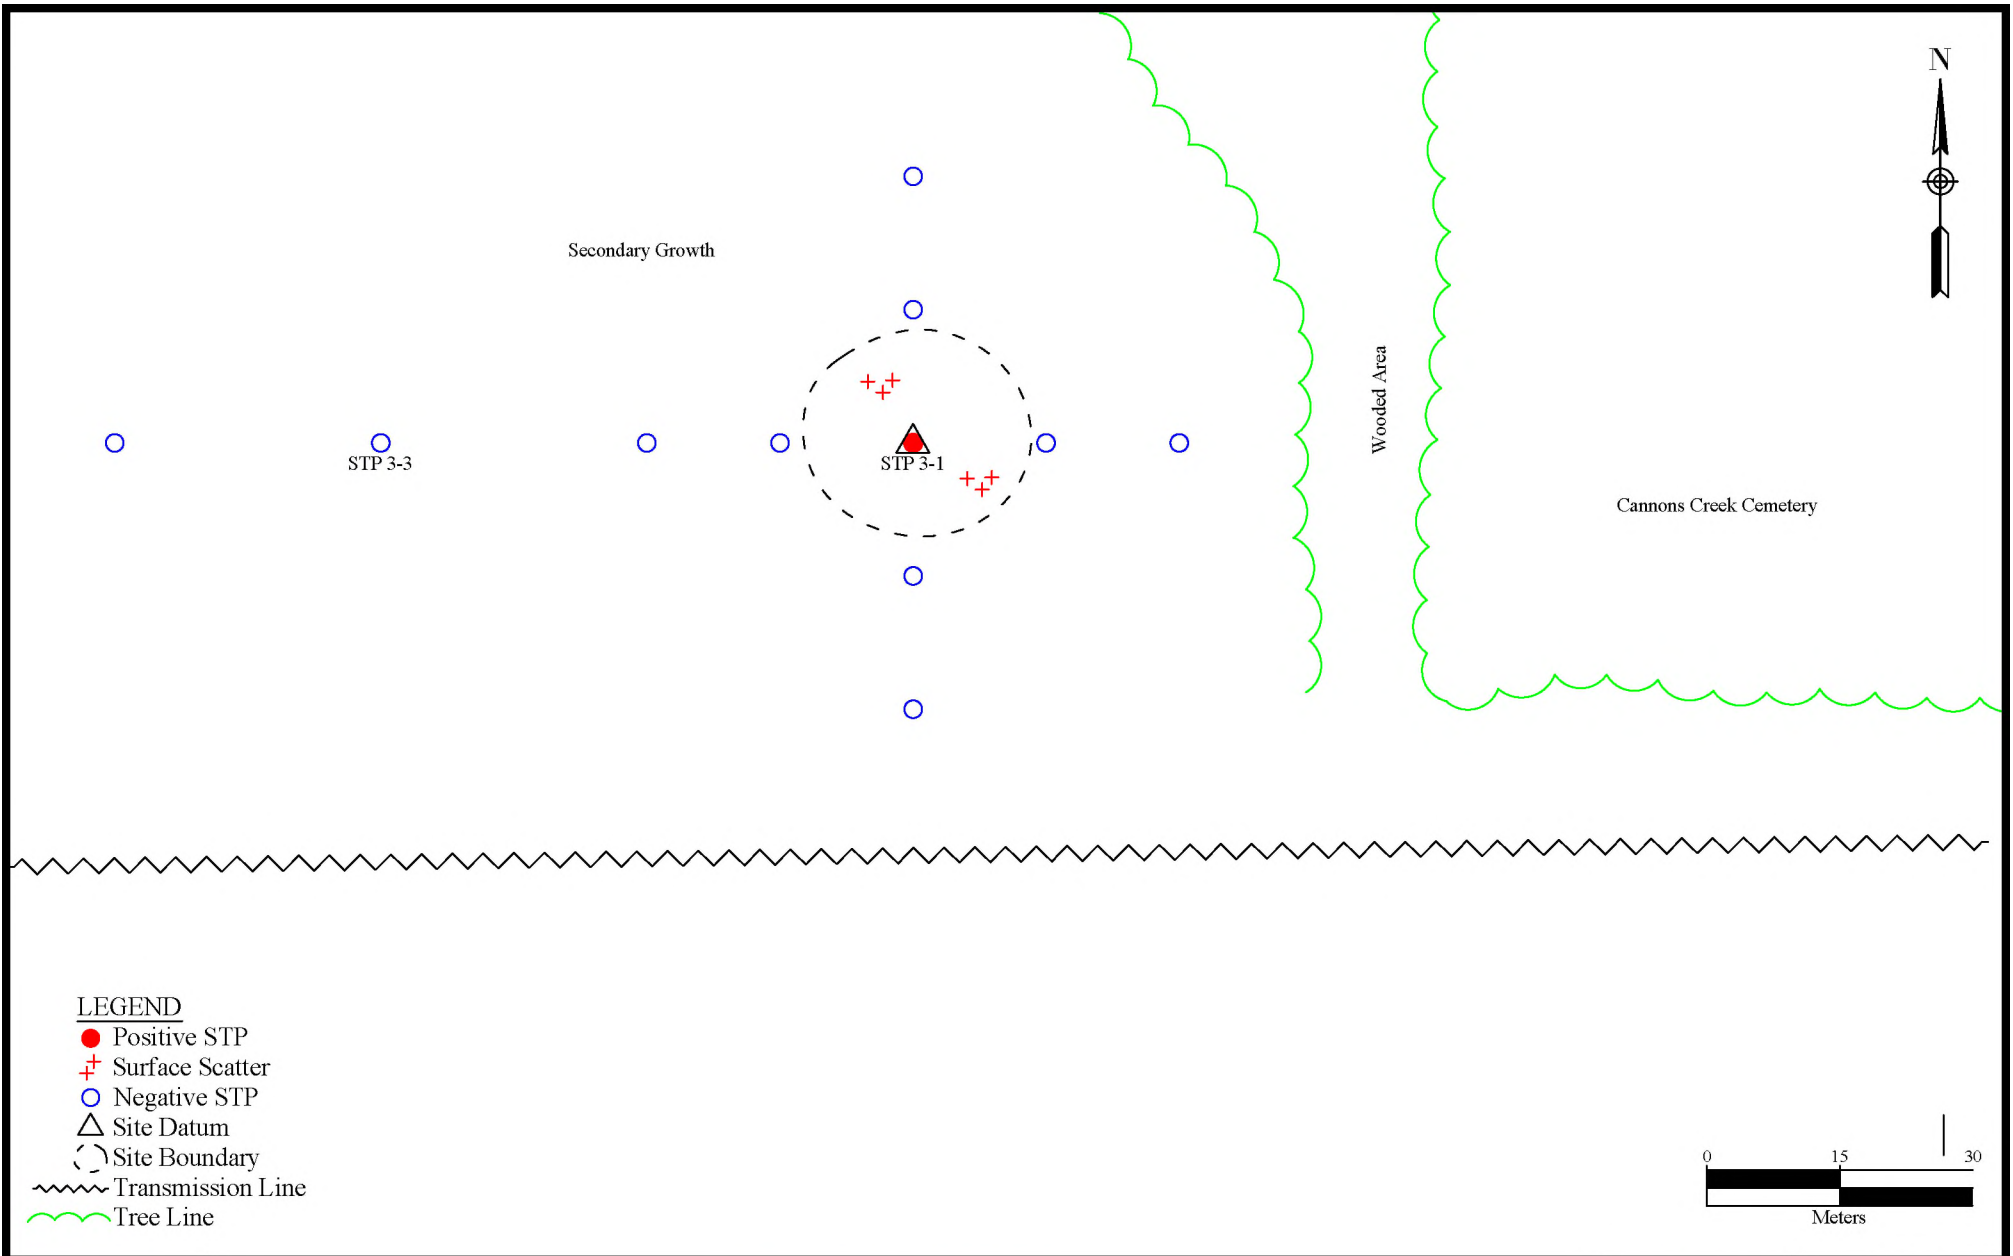 N
Secondary Growth
Wooded Area
STP 3-3
STP 3-1
Cannons Creek Cemetery
LEGEND
Positive STP
Surface Scatter
Negative STP
Site Datum
Site Boundary
Transmission Line
Tree Line
0 15 30
Meters